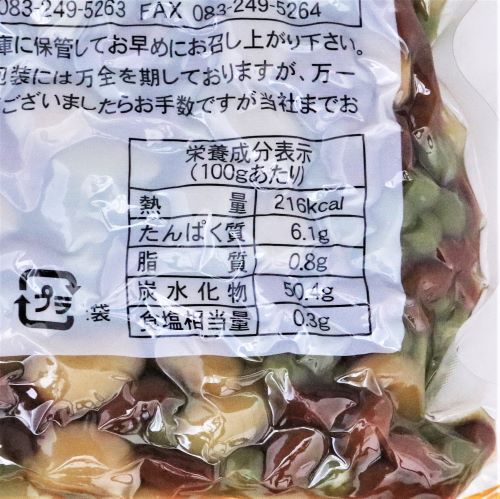 083-249-5263 FAX 083-249-5264
庫に保管してお早めにお召し上がり下さい。
包装には万全を期しておりますが、万一
ございましたらお手数ですが当社までお
栄養成分表示
(100gあたり)
熱量 216kcal
たんぱく質 6.1g
脂質 0.8g
炭水化物 50.4g
食塩相当量 0.3g
プラ :袋